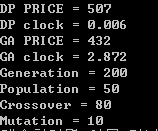 DP PRICE = 507
DP clock = 0.006
GA PRICE = 432
GA clock = 2.872
Generation = 200
Population = 50
Crossover = 80
Mutation = 10